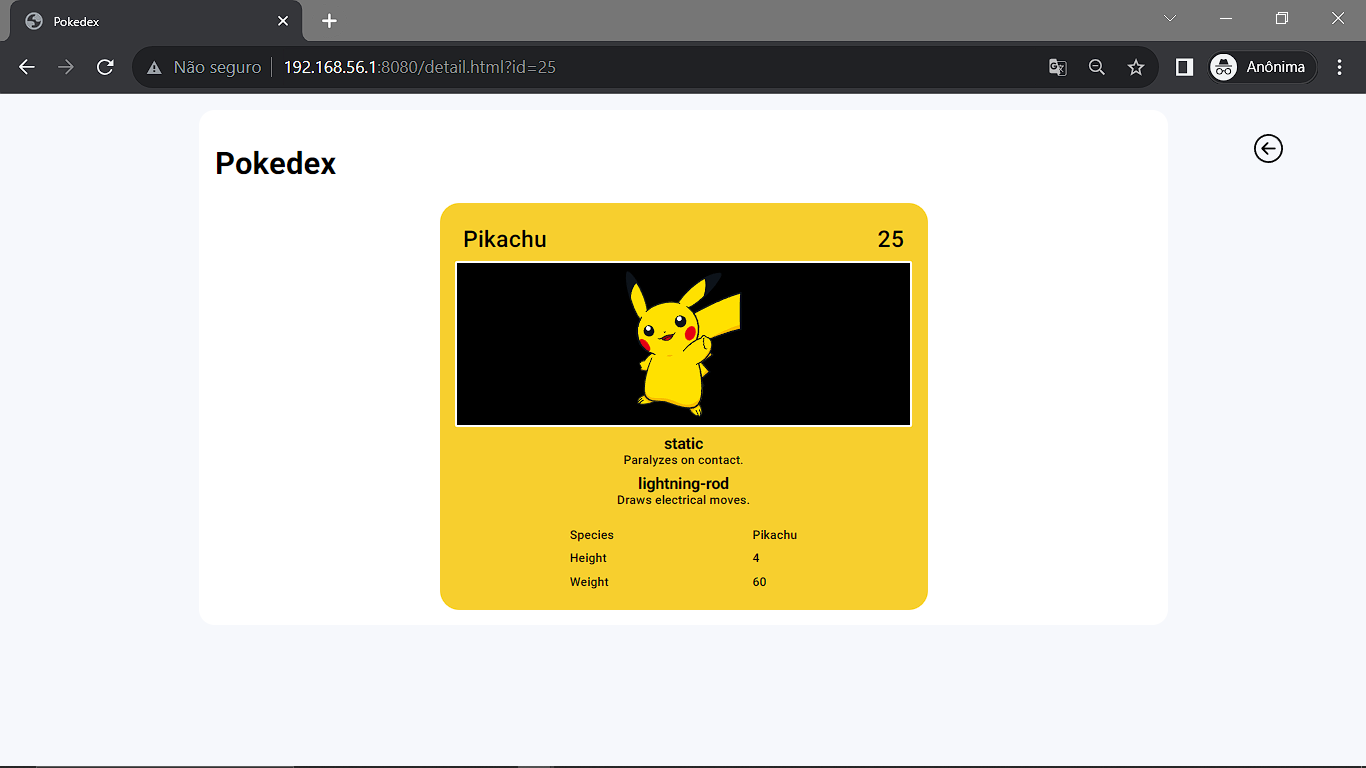 Pokedex
Não seguro
192.168.56.1:8080/detail.html?id=25
Anônima
Pokedex
Pikachu 25
static
Paralyzes on contact.
lightning-rod
Draws electrical moves.
Species Pikachu
Height 4
Weight 60